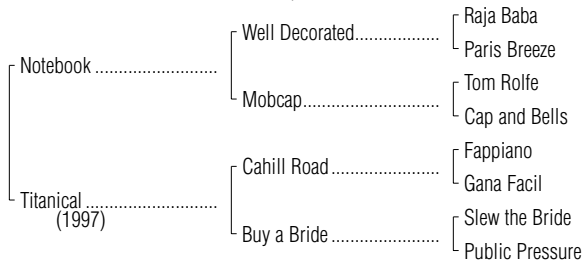 Raja Baba
Well Decorated
Paris Breeze
Notebook
Tom Rolfe
Mobcap
Cap and Bells
Fappiano
Cahill Road
Gana Facil
Titanical
(1997)
Slew the Bride
Buy a Bride
Public Pressure